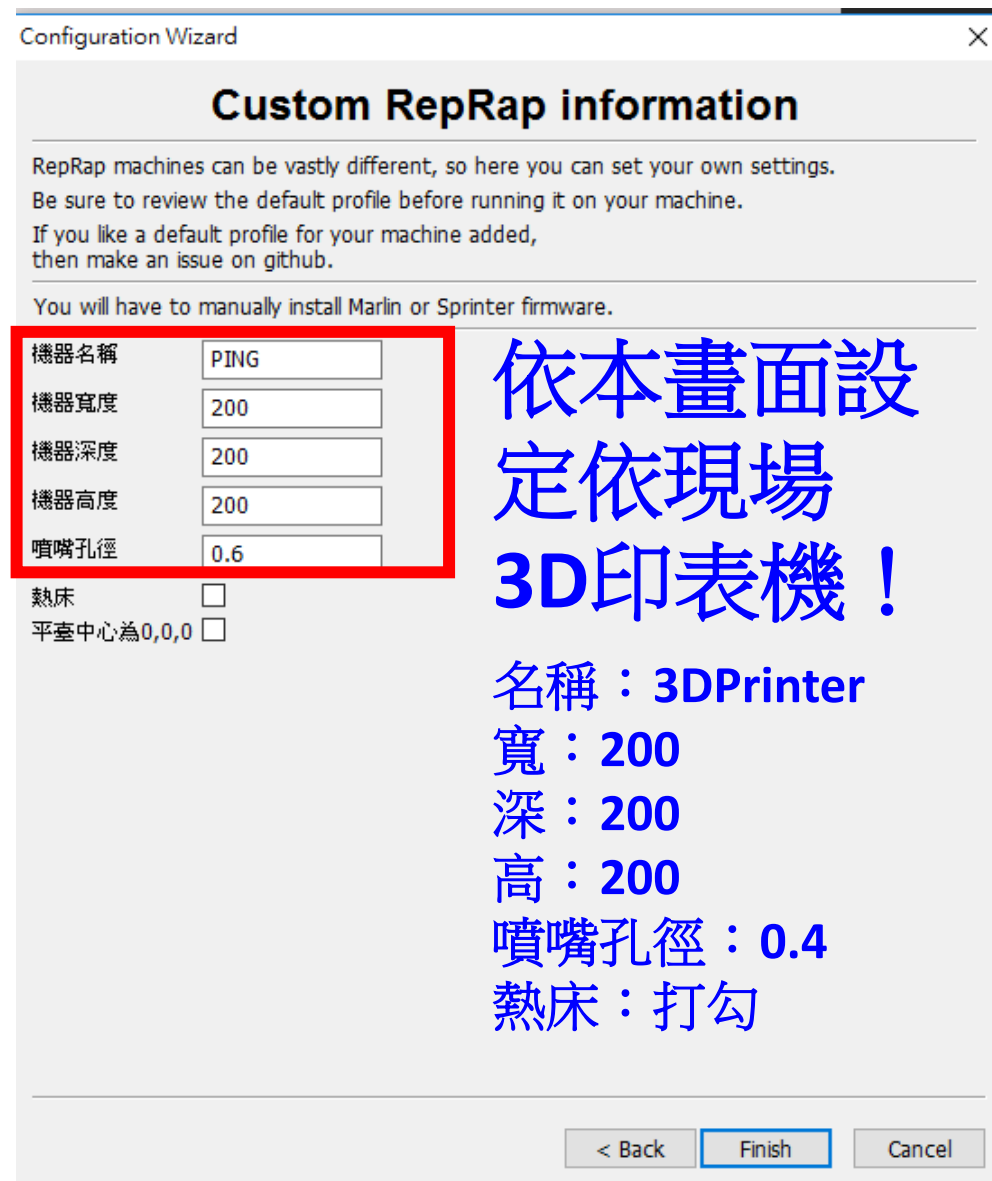 Configuration Wizard
Custom RepRap information
RepRap machines can be vastly different, so here you can set your own settings.
Be sure to review the default profile before running it on your machine.
If you like a default profile for your machine added,
then make an issue on github.
You will have to manually install Marlin or Sprinter firmware.
機器名稱 PING
機器寬度 200
機器深度 200
機器高度 200
噴嘴孔徑 0.6
熱床
平臺中心為0,0,0
依本畫面設
定依現場
3D印表機！
名稱：3DPrinter
寬：200
深：200
高：200
噴嘴孔徑：0.4
熱床：打勾
< Back Finish Cancel